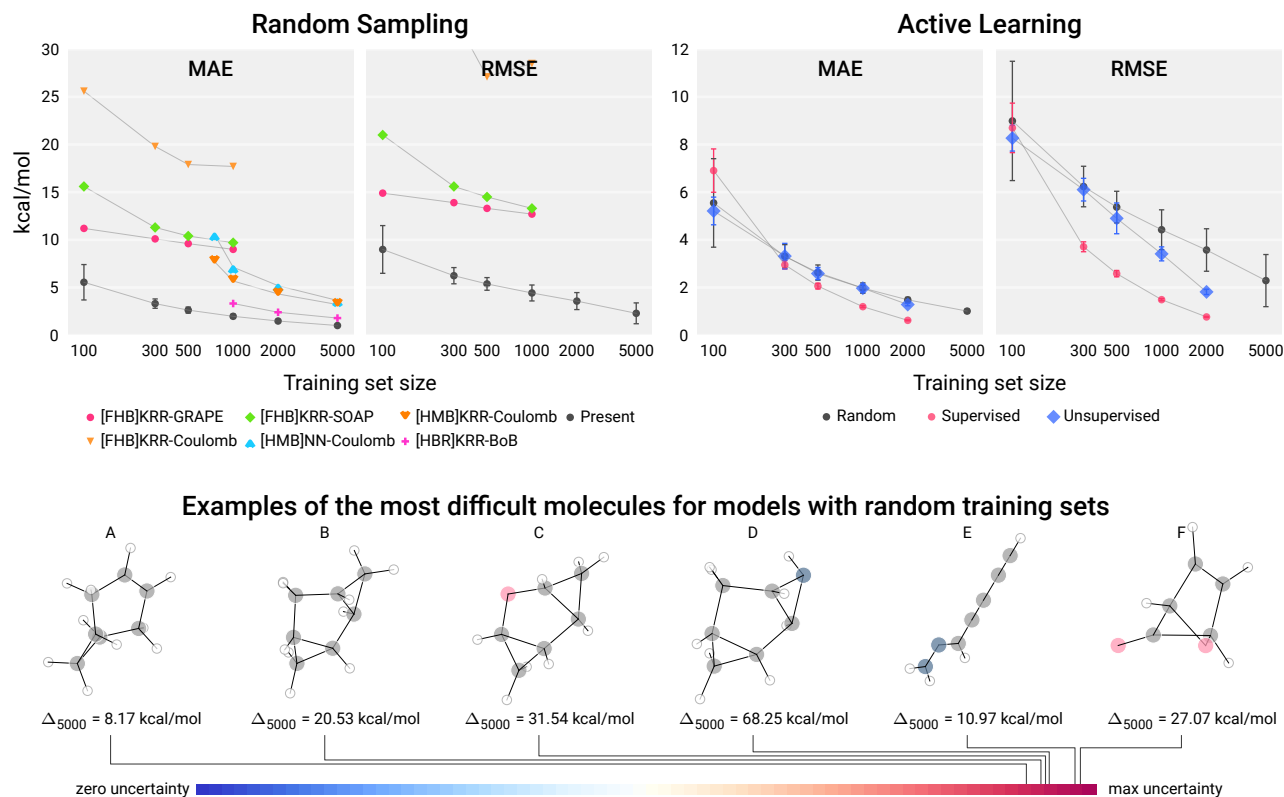 Random Sampling
Active Learning
MAE
RMSE
MAE
RMSE
kcal/mol
30
25
20
15
10
5
0
12
10
8
6
4
2
0
100 300 500 1000 2000 5000
100 300 500 1000 2000 5000
100 300 500 1000 2000 5000
100 300 500 1000 2000 5000
Training set size
Training set size
[FHB]KRR-GRAPE [FHB]KRR-SOAP [HMB]KRR-Coulomb Present
[FHB]KRR-Coulomb [HMB]NN-Coulomb [HBR]KRR-BoB
Random Supervised Unsupervised
Examples of the most difficult molecules for models with random training sets
A B C D E F
Δ5000 = 8.17 kcal/mol
Δ5000 = 20.53 kcal/mol
Δ5000 = 31.54 kcal/mol
Δ5000 = 68.25 kcal/mol
Δ5000 = 10.97 kcal/mol
Δ5000 = 27.07 kcal/mol
zero uncertainty
max uncertainty